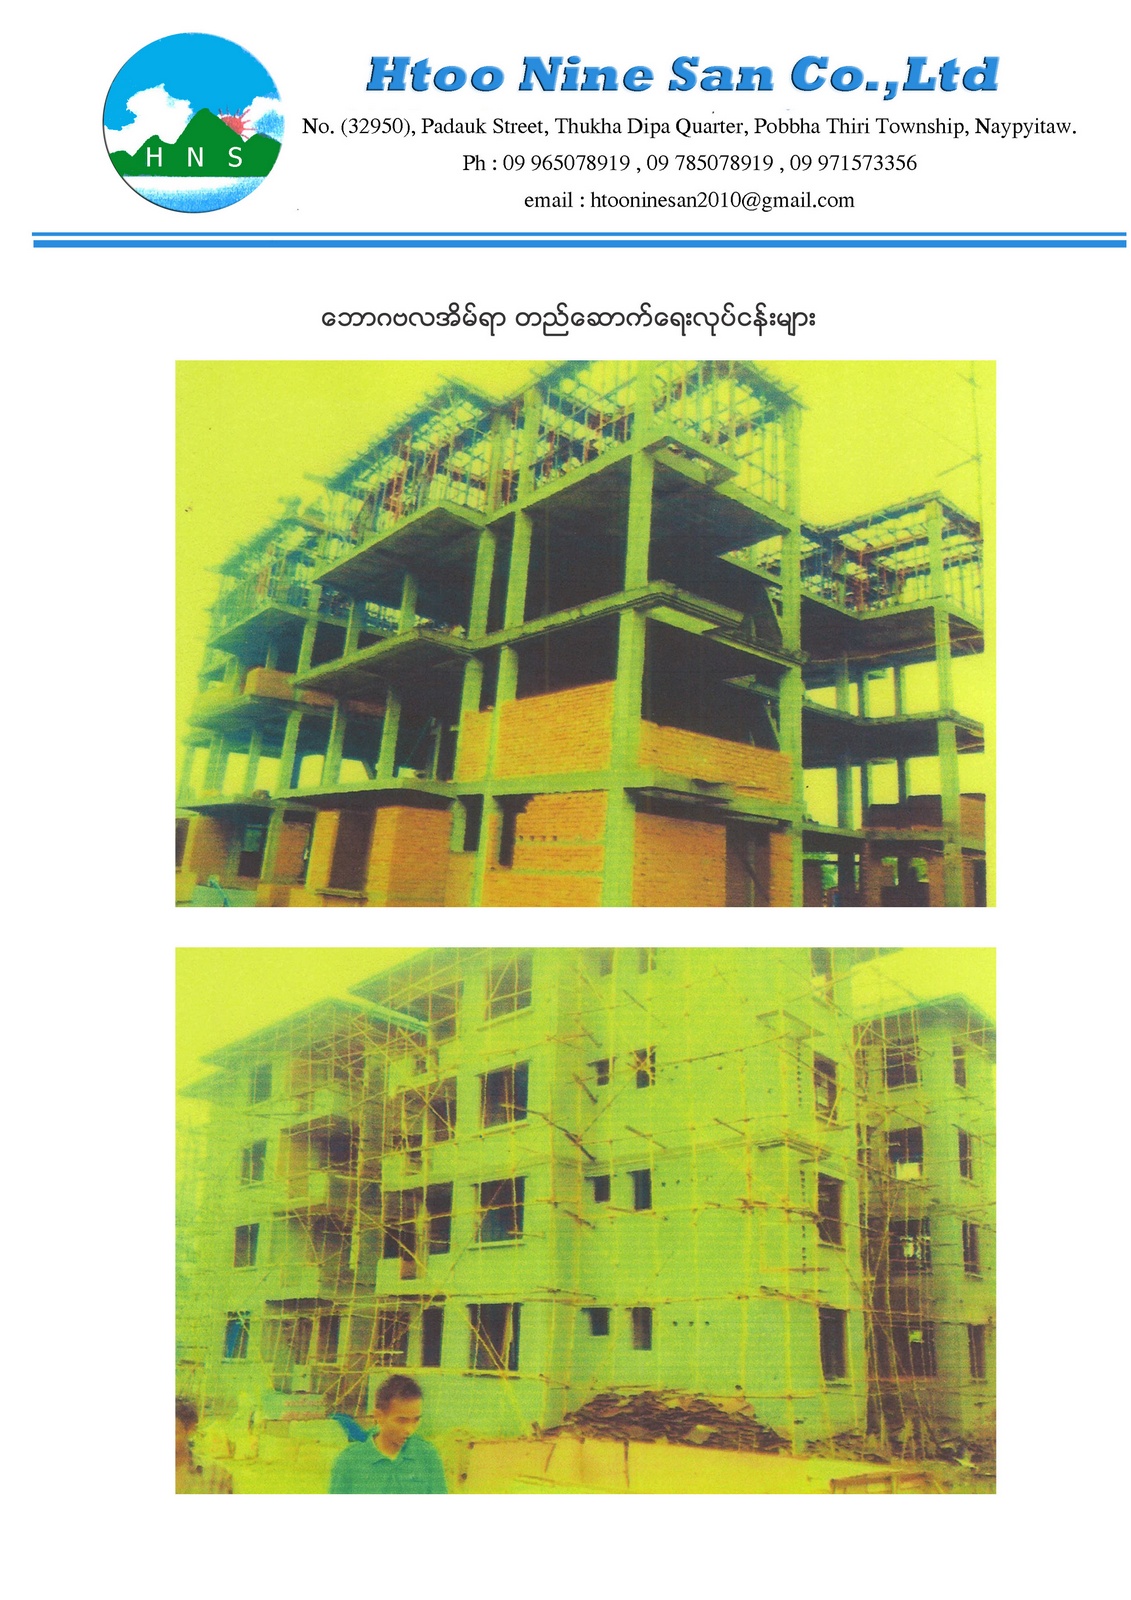 H N S
Htoo Nine San Co.,Ltd
No. (32950), Padauk Street, Thukha Dipa Quarter, Pobbha Thiri Township, Naypyitaw.
Ph : 09 965078919 , 09 785078919 , 09 971573356
email : htooninesan2010@gmail.com
ဘောဂဗလအိမ်ရာ တည်ဆောက်ရေးလုပ်ငန်းများ